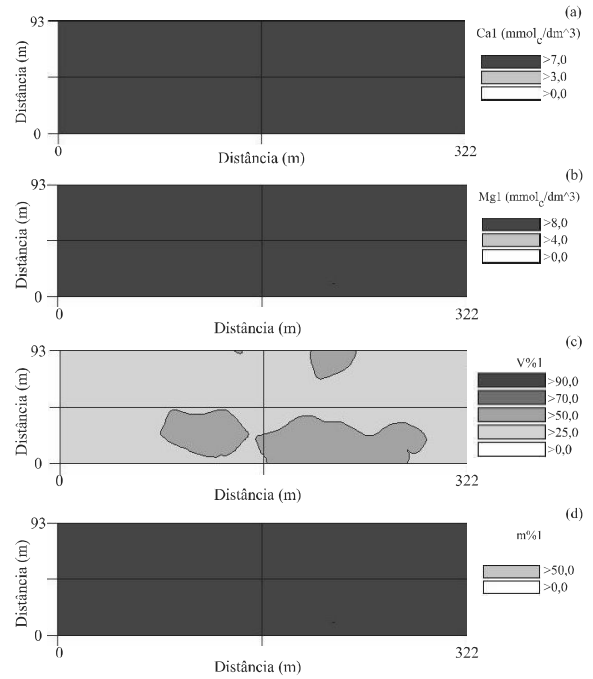 (a)
Ca1 (mmolc/dm^3)
>7,0
>3,0
>0,0
93
0
Distância (m)
0
Distância (m)
322
(b)
Mg1 (mmolc/dm^3)
>8,0
>4,0
>0,0
93
0
Distância (m)
0
Distância (m)
322
(c)
V%1
>90,0
>70,0
>50,0
>25,0
>0,0
93
0
Distância (m)
0
Distância (m)
322
(d)
m%1
>50,0
>0,0
93
0
Distância (m)
0
Distância (m)
322